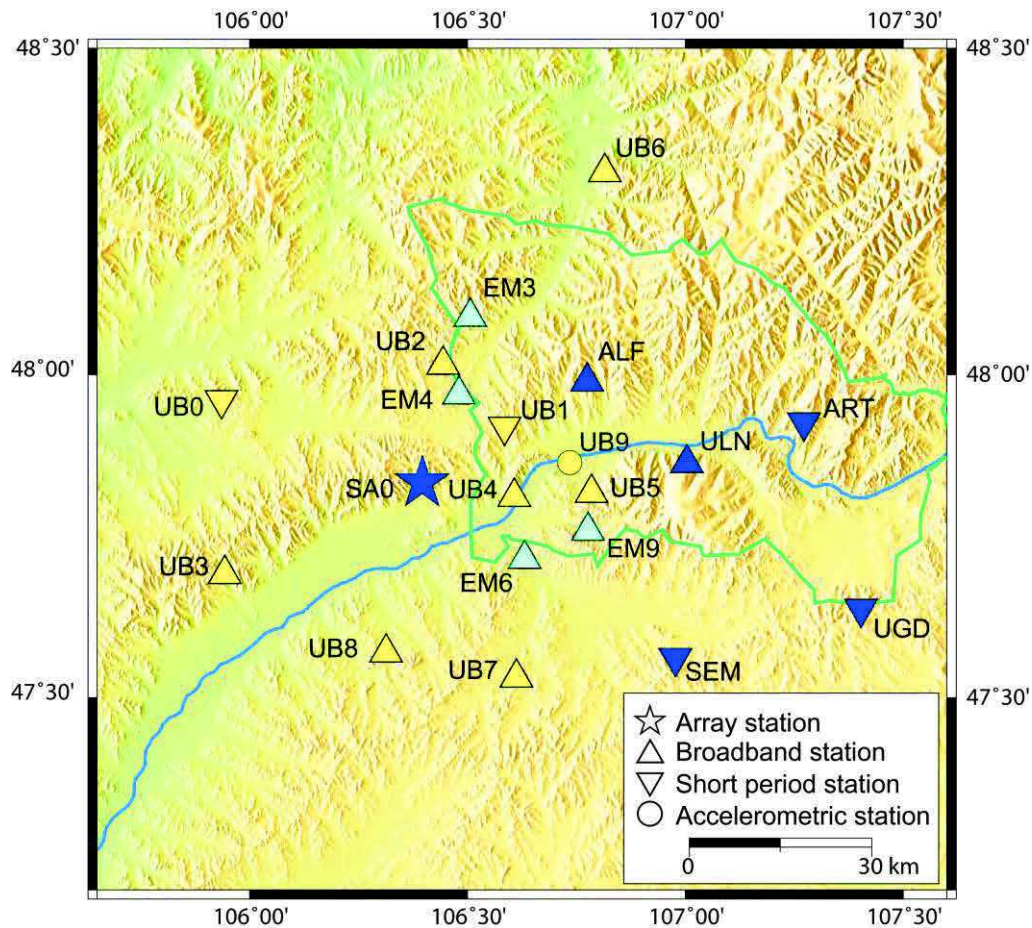 106°00' 106°30' 107°00' 107°30'
48°30' 48°30'
UB6
EM3
UB2 ALF
48°00' 48°00'
EM4
UB0 UB1 ART
UB9 ULN
SA0 UB4 UB5
EM9
UB3 EM6
UGD
UB8 UB7 SEM
47°30' 47°30'
Array station
Broadband station
Short period station
Accelerometric station
0 30 km
106°00' 106°30' 107°00' 107°30'